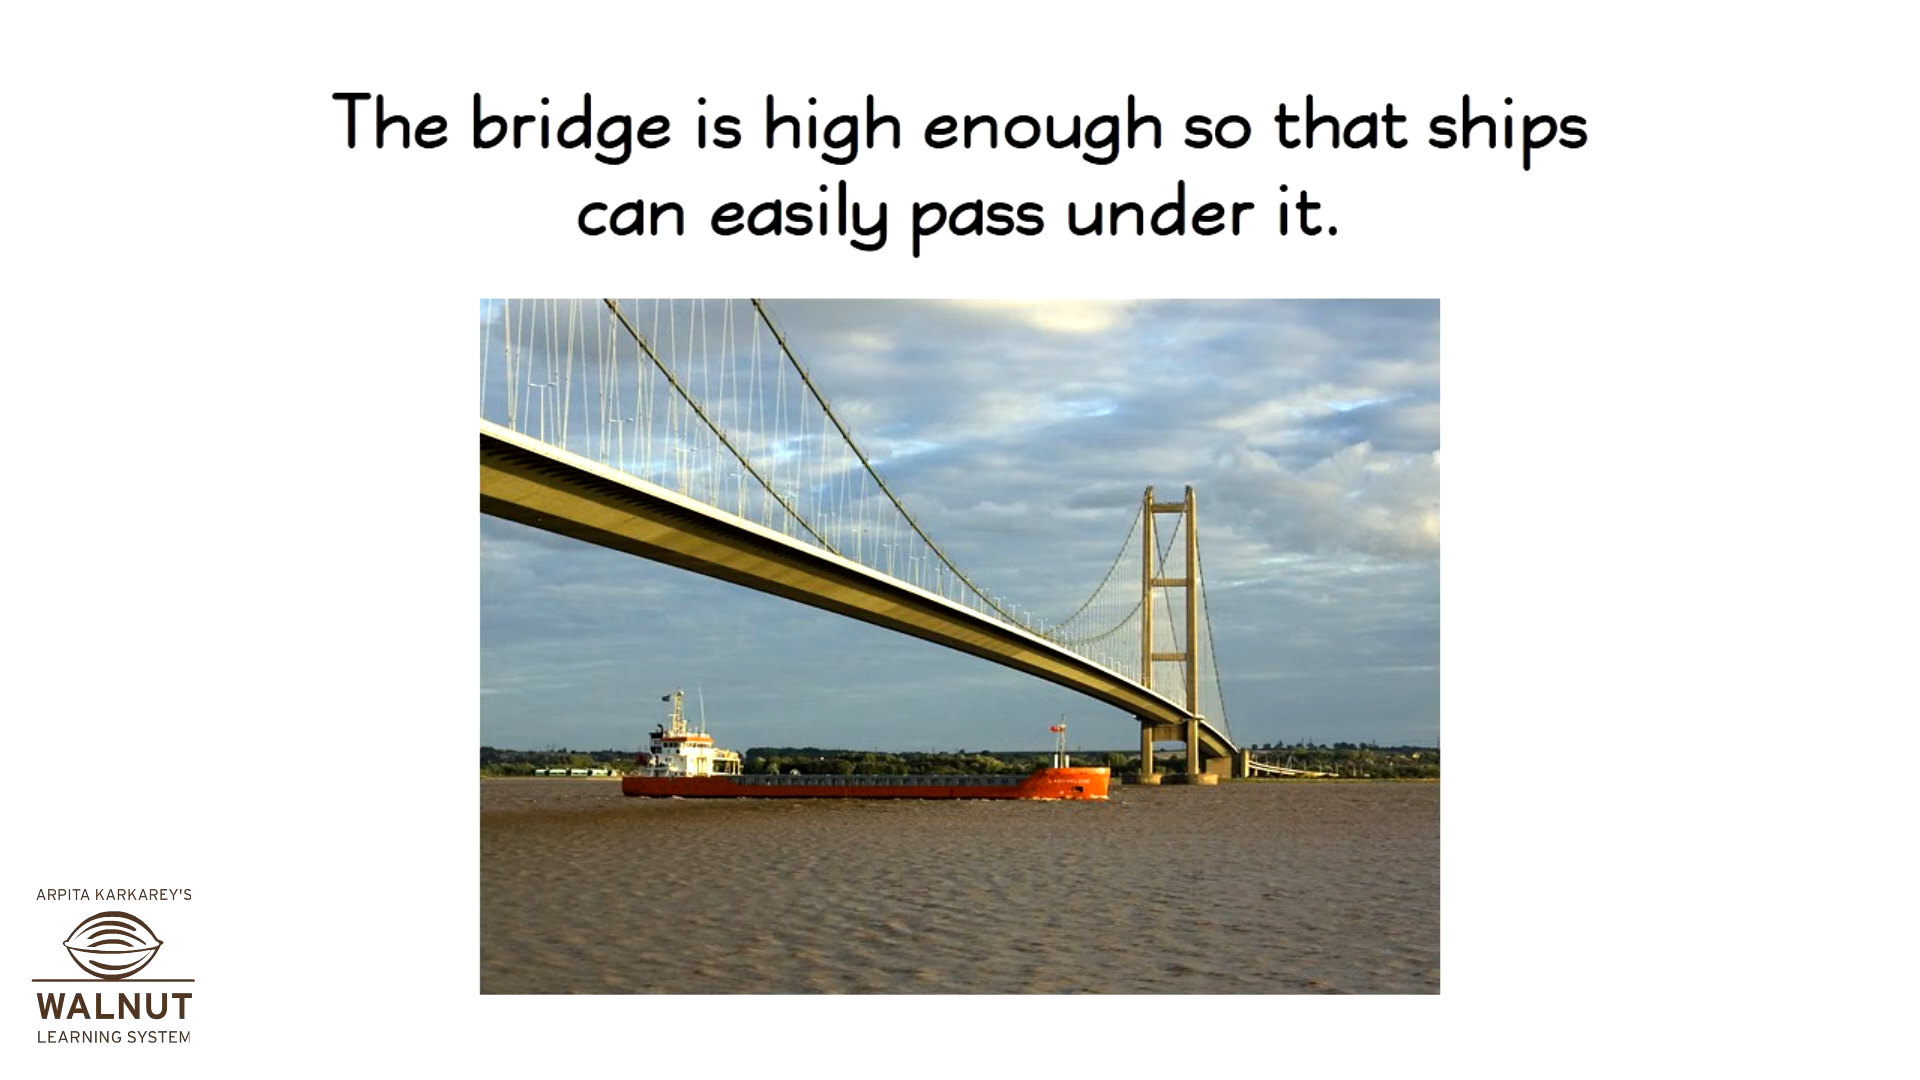 The bridge is high enough so that ships
can easily pass under it.
ARPITA KARKAREY'S
WALNUT
LEARNING SYSTEM